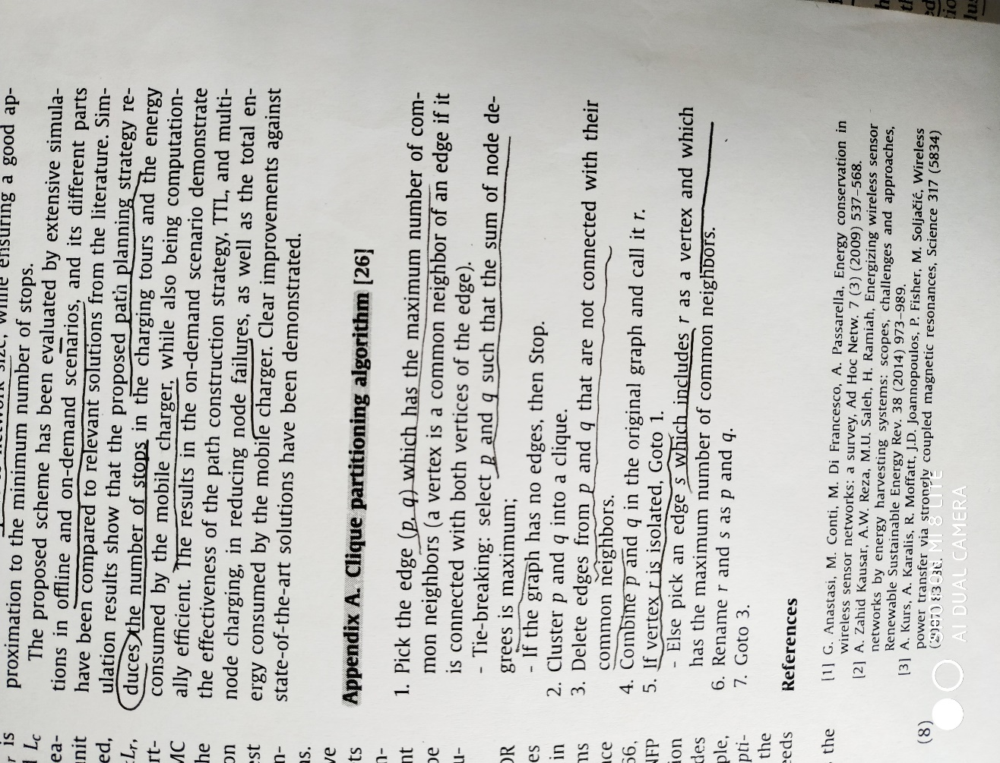 proximation to the minimum number of stops.
The proposed scheme has been evaluated by extensive simula-
tions in offline and on-demand scenarios, and its different parts
have been compared to relevant solutions from the literature. Sim-
ulation results show that the proposed path planning strategy re-
duces the number of stops in the charging tours and the energy
consumed by the mobile charger, while also being computation-
ally efficient. The results in the on-demand scenario demonstrate
the effectiveness of the path construction strategy, TTL, and multi-
node charging, in reducing node failures, as well as the total en-
ergy consumed by the mobile charger. Clear improvements against
state-of-the-art solutions have been demonstrated.
Appendix A. Clique partitioning algorithm [26]
1. Pick the edge (p, q) which has the maximum number of com-
mon neighbors (a vertex is a common neighbor of an edge if it
is connected with both vertices of the edge).
- Tie-breaking: select p and q such that the sum of node de-
grees is maximum;
- If the graph has no edges, then Stop.
2. Cluster p and q into a clique.
3. Delete edges from p and q that are not connected with their
common neighbors.
4. Combine p and q in the original graph and call it r.
5. If vertex r is isolated, Goto 1.
- Else pick an edge s which includes r as a vertex and which
has the maximum number of common neighbors.
6. Rename r and s as p and q.
7. Goto 3.
References
[1] G. Anastasi, M. Conti, M. Di Francesco, A. Passarella, Energy conservation in
wireless sensor networks: a survey, Ad Hoc Netw. 7 (3) (2009) 537–568.
[2] A. Zahid Kausar, A.W. Reza, M.U. Saleh, H. Ramiah, Energizing wireless sensor
networks by energy harvesting systems: scopes, challenges and approaches,
Renewable Sustainable Energy Rev. 38 (2014) 973–989.
[3] A. Kurs, A. Karalis, R. Moffatt, J.D. Joannopoulos, P. Fisher, M. Soljačić, Wireless
power transfer via strongly coupled magnetic resonances, Science 317 (5834)
(8)
MI 8 LITE
AI DUAL CAMERA